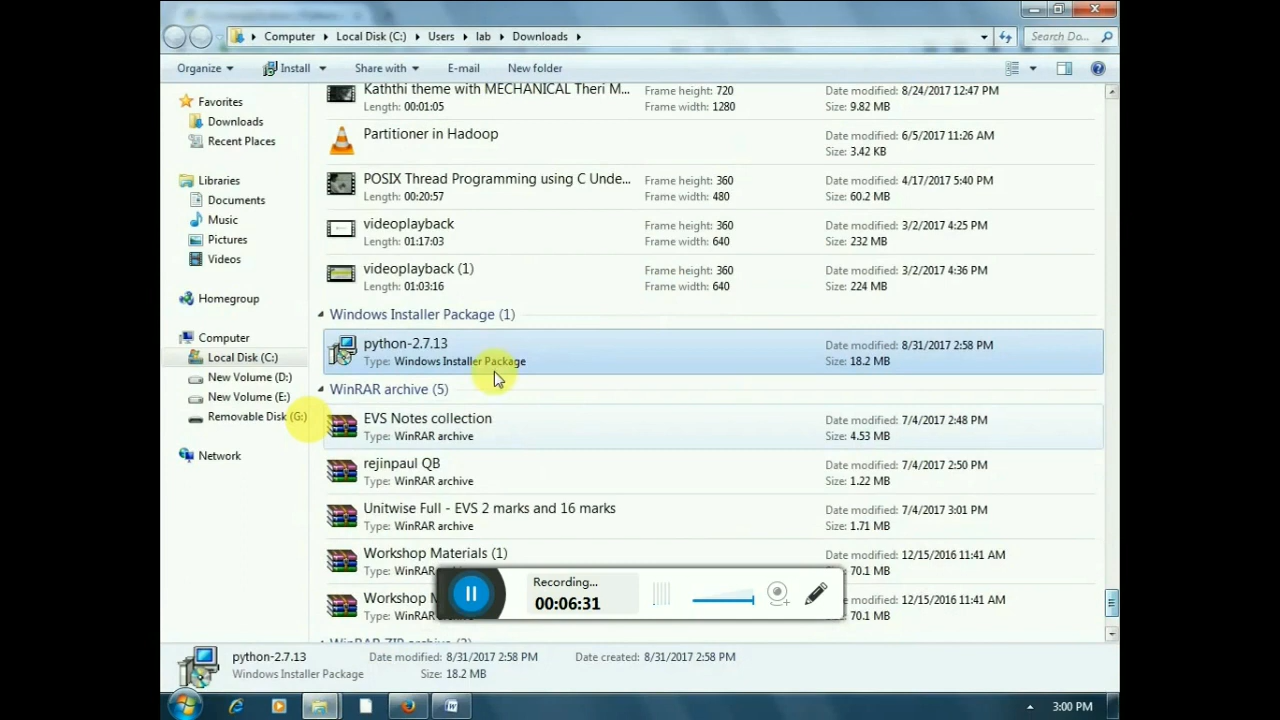 Computer
Local Disk (C:)
Users
lab
Downloads
Search Do...
Organize
Install
Share with
E-mail
New folder
Favorites
Downloads
Recent Places
Libraries
Documents
Music
Pictures
Videos
Homegroup
Computer
Local Disk (C:)
New Volume (D:)
New Volume (E:)
Removable Disk (G:)
Network
Kaththi theme with MECHANICAL Theri M...
Length: 00:01:05
Frame height: 720
Frame width: 1280
Date modified: 8/24/2017 12:47 PM
Size: 9.82 MB
Partitioner in Hadoop
Date modified: 6/5/2017 11:26 AM
Size: 3.42 KB
POSIX Thread Programming using C Unde...
Length: 00:20:57
Frame height: 360
Frame width: 480
Date modified: 4/17/2017 5:40 PM
Size: 60.2 MB
videoplayback
Length: 01:17:03
Frame height: 360
Frame width: 640
Date modified: 3/2/2017 4:25 PM
Size: 232 MB
videoplayback (1)
Length: 01:03:16
Frame height: 360
Frame width: 640
Date modified: 3/2/2017 4:36 PM
Size: 224 MB
Windows Installer Package (1)
python-2.7.13
Type: Windows Installer Package
Date modified: 8/31/2017 2:58 PM
Size: 18.2 MB
WinRAR archive (5)
EVS Notes collection
Type: WinRAR archive
Date modified: 7/4/2017 2:48 PM
Size: 4.53 MB
rejinpaul QB
Type: WinRAR archive
Date modified: 7/4/2017 2:50 PM
Size: 1.22 MB
Unitwise Full - EVS 2 marks and 16 marks
Type: WinRAR archive
Date modified: 7/4/2017 3:01 PM
Size: 1.71 MB
Workshop Materials (1)
Type: WinRAR
Date modified: 12/15/2016 11:41 AM
Size: 70.1 MB
Workshop
Type: WinRAR
Date modified: 12/15/2016 11:41 AM
Size: 70.1 MB
WinRAR ZIP archive
Recording...
00:06:31
python-2.7.13
Windows Installer Package
Date modified: 8/31/2017 2:58 PM
Size: 18.2 MB
Date created: 8/31/2017 2:58 PM
3:00 PM